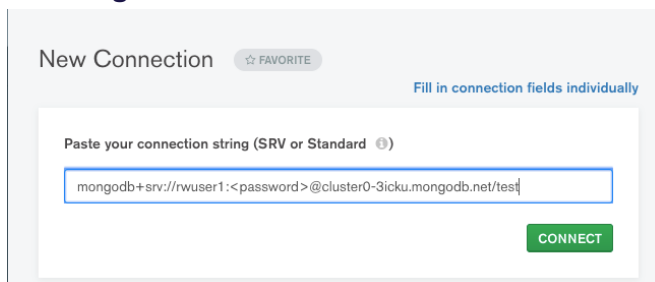 New Connection ☆ FAVORITE
Fill in connection fields individually
Paste your connection string (SRV or Standard ⓘ)
mongodb+srv://rwuser1:<password>@cluster0-3icku.mongodb.net/test
CONNECT